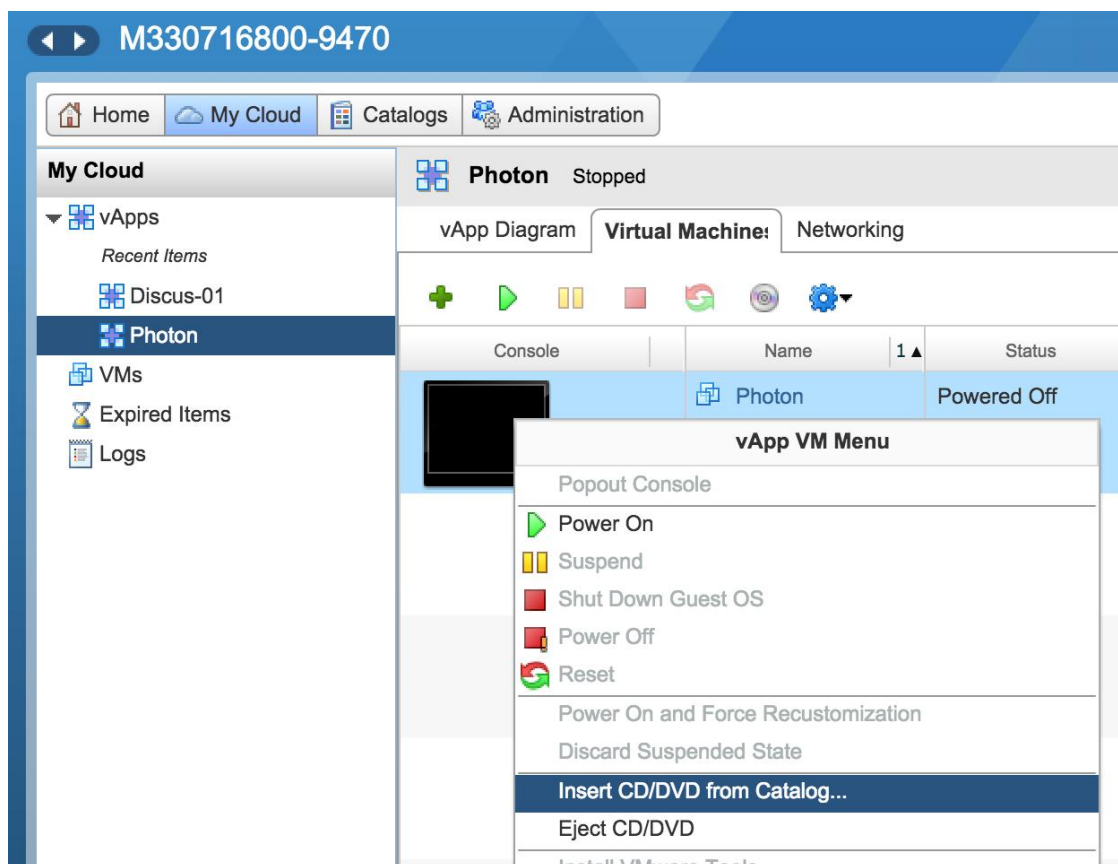 M330716800-9470
Home My Cloud Catalogs Administration
My Cloud
vApps
Recent Items
Discus-01
Photon
VMs
Expired Items
Logs
Photon Stopped
vApp Diagram Virtual Machines Networking
Console Name 1 Status
Photon Powered Off
vApp VM Menu
Popout Console
Power On
Suspend
Shut Down Guest OS
Power Off
Reset
Power On and Force Recustomization
Discard Suspended State
Insert CD/DVD from Catalog...
Eject CD/DVD
Install VMware Tools